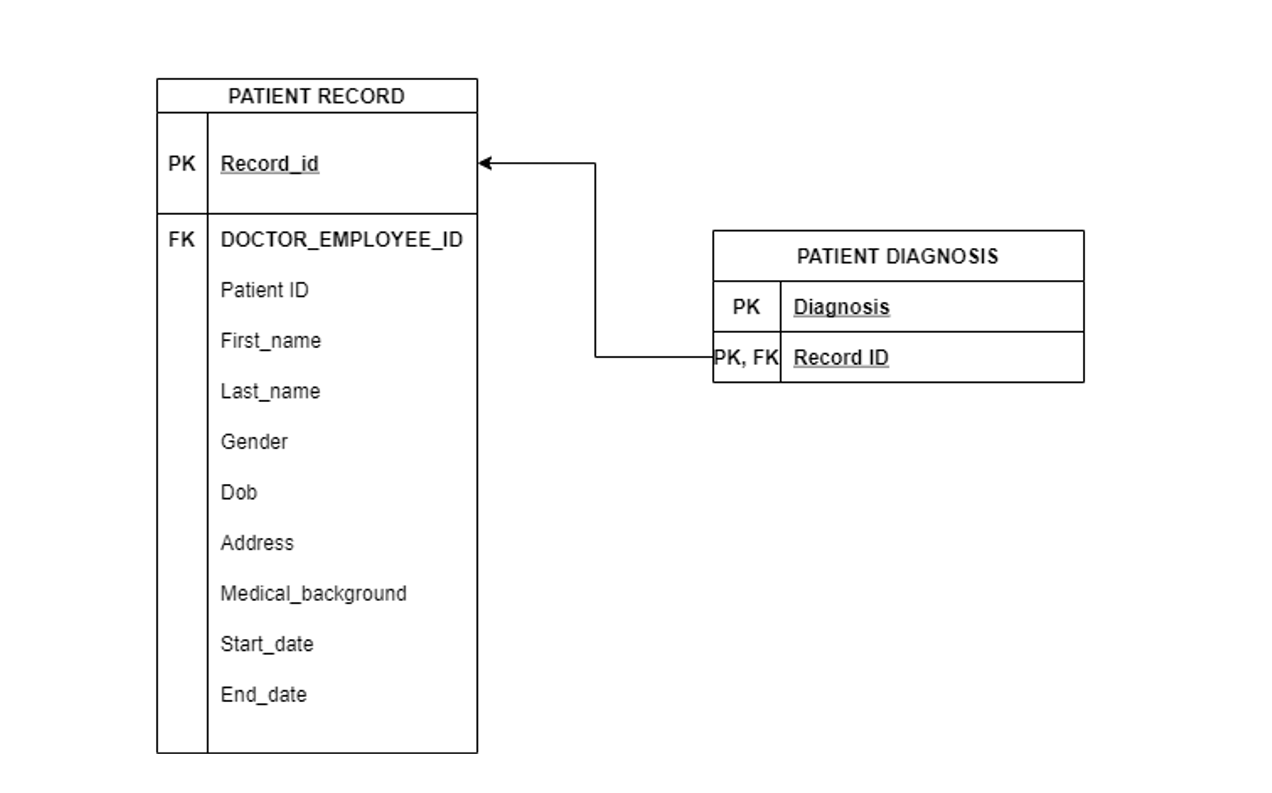 PATIENT RECORD
PK Record_id
FK DOCTOR_EMPLOYEE_ID
Patient ID
First_name
Last_name
Gender
Dob
Address
Medical_background
Start_date
End_date
PATIENT DIAGNOSIS
PK Diagnosis
PK, FK Record ID